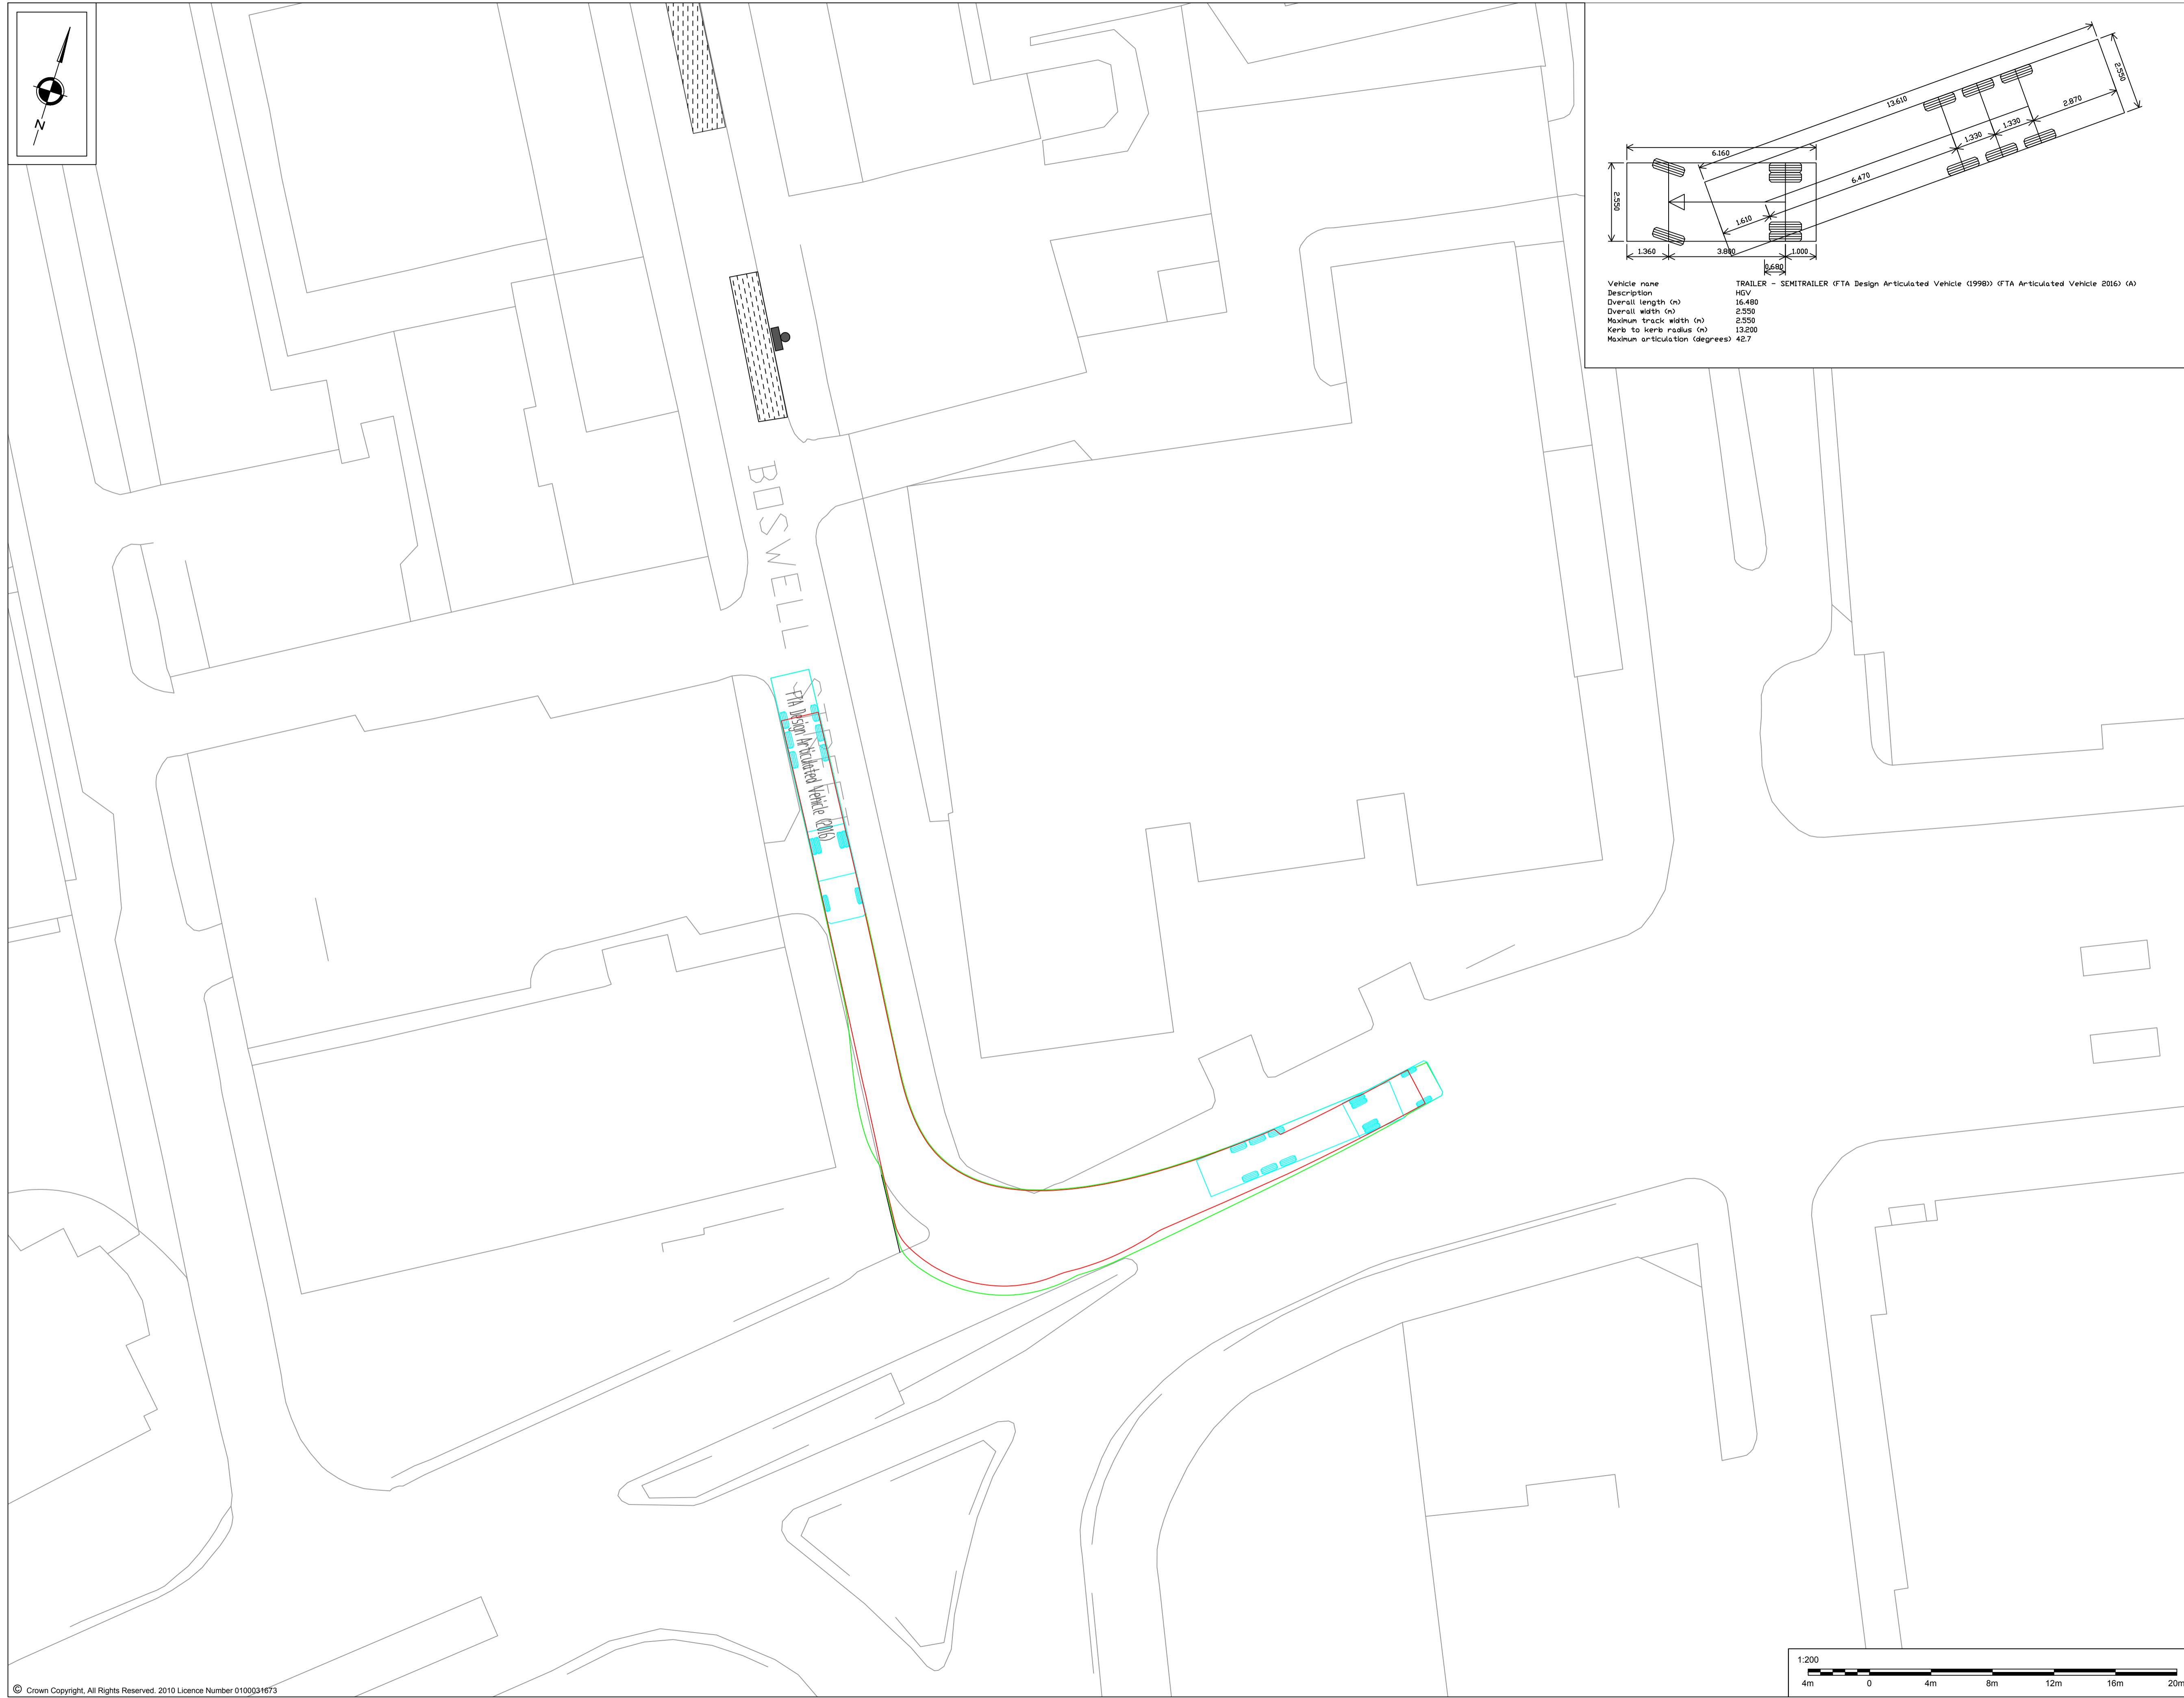 N
13.610
2.550
2.870
1.330
1.330
6.470
6.160
2.550
1.610
1.360
3.800
1.000
0.680
Vehicle name TRAILER - SEMITRAILER (FTA Design Articulated Vehicle (1998)) (FTA Articulated Vehicle 2016) (A)
Description HGV
Overall length (m) 16.480
Overall width (m) 2.550
Maximum track width (m) 2.550
Kerb to kerb radius (m) 13.200
Maximum articulation (degrees) 42.7
BOSWELL
FTA Design Articulated Vehicle (2016)
1:200
4m 0 4m 8m 12m 16m 20m
© Crown Copyright, All Rights Reserved. 2010 Licence Number 0100031673